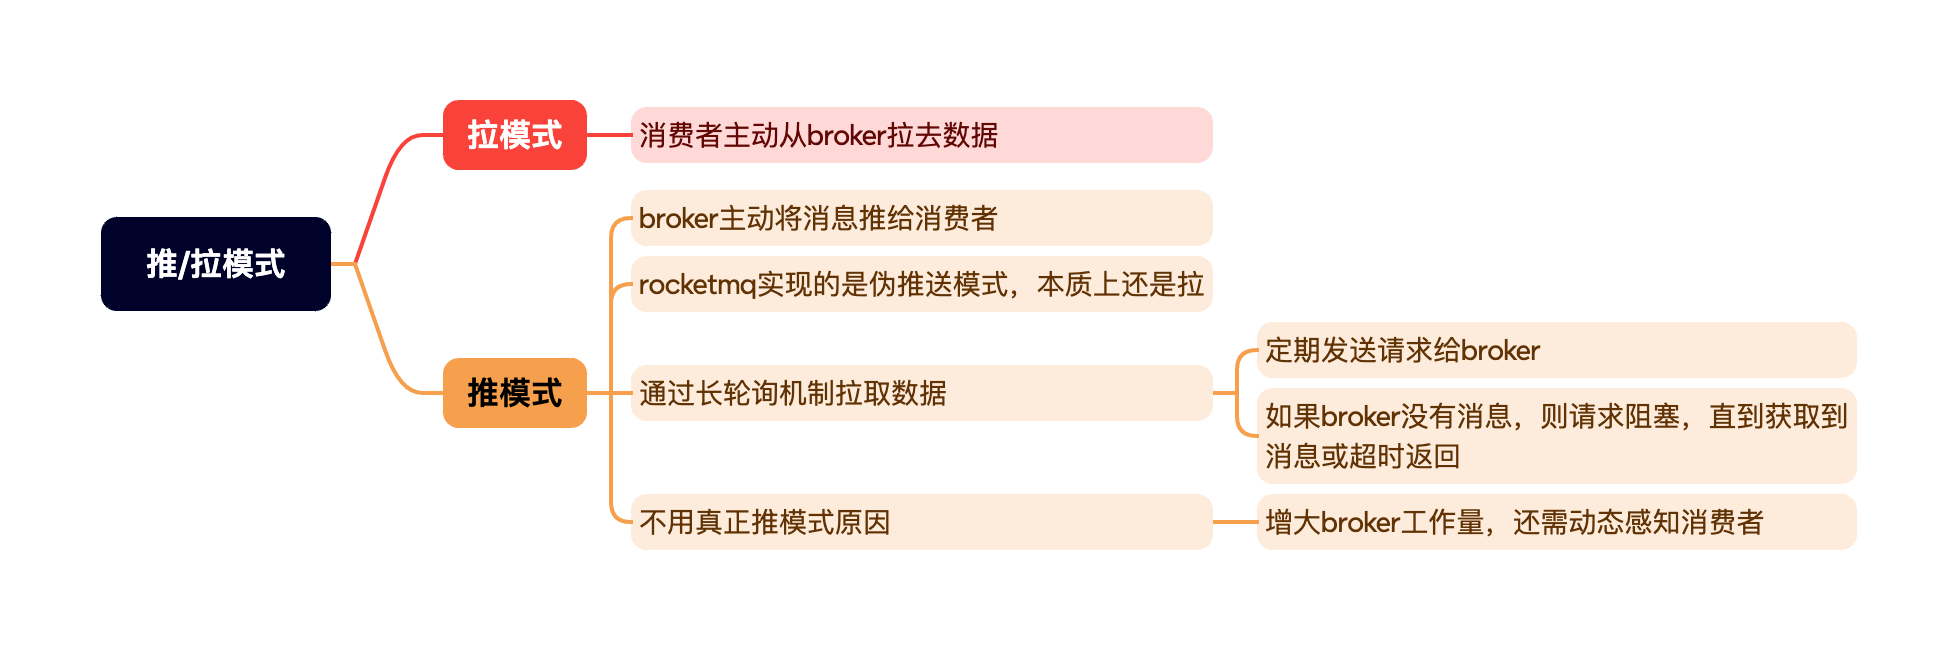 推/拉模式
拉模式
消费者主动从broker拉去数据
推模式
broker主动将消息推给消费者
rocketmq实现的是伪推送模式，本质上还是拉
通过长轮询机制拉取数据
定期发送请求给broker
如果broker没有消息，则请求阻塞，直到获取到
消息或超时返回
不用真正推模式原因
增大broker工作量，还需动态感知消费者